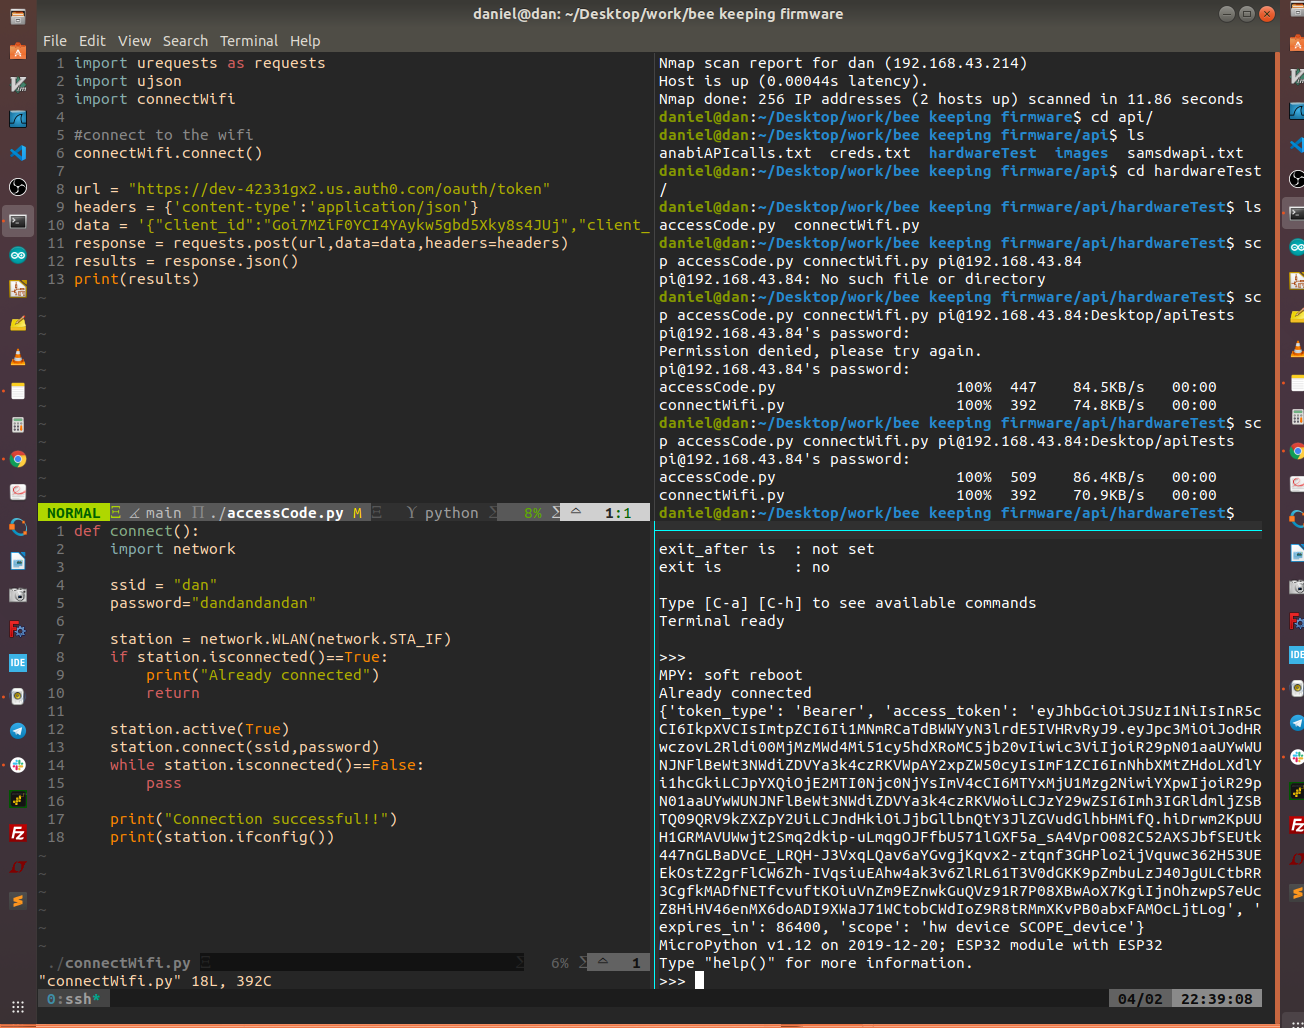 daniel@dan: ~/Desktop/work/bee keeping firmware
File Edit View Search Terminal Help
1 import urequests as requests
2 import ujson
3 import connectWifi
4
5 #connect to the wifi
6 connectWifi.connect()
7
8 url = "https://dev-42331gx2.us.auth0.com/oauth/token"
9 headers = {'content-type':'application/json'}
10 data = '{"client_id":"Goi7MZiF0YCI4YAykw5gbd5Xky8s4JUj","client_
11 response = requests.post(url,data=data,headers=headers)
12 results = response.json()
13 print(results)
NORMAL main ./accessCode.py M python 8% 1:1
1 def connect():
2 import network
3
4 ssid = "dan"
5 password="dandandandan"
6
7 station = network.WLAN(network.STA_IF)
8 if station.isconnected()==True:
9 print("Already connected")
10 return
11
12 station.active(True)
13 station.connect(ssid,password)
14 while station.isconnected()==False:
15 pass
16
17 print("Connection successful!!")
18 print(station.ifconfig())
./connectWifi.py 6% 1
"connectWifi.py" 18L, 392C
Nmap scan report for dan (192.168.43.214)
Host is up (0.00044s latency).
Nmap done: 256 IP addresses (2 hosts up) scanned in 11.86 seconds
daniel@dan:~/Desktop/work/bee keeping firmware$ cd api/
daniel@dan:~/Desktop/work/bee keeping firmware/api$ ls
anabiAPIcalls.txt creds.txt hardwareTest images samsdwapi.txt
daniel@dan:~/Desktop/work/bee keeping firmware/api$ cd hardwareTest
/
daniel@dan:~/Desktop/work/bee keeping firmware/api/hardwareTest$ ls
accessCode.py connectWifi.py
daniel@dan:~/Desktop/work/bee keeping firmware/api/hardwareTest$ sc
p accessCode.py connectWifi.py pi@192.168.43.84
pi@192.168.43.84: No such file or directory
daniel@dan:~/Desktop/work/bee keeping firmware/api/hardwareTest$ sc
p accessCode.py connectWifi.py pi@192.168.43.84:Desktop/apiTests
pi@192.168.43.84's password:
Permission denied, please try again.
pi@192.168.43.84's password:
accessCode.py 100% 447 84.5KB/s 00:00
connectWifi.py 100% 392 74.8KB/s 00:00
daniel@dan:~/Desktop/work/bee keeping firmware/api/hardwareTest$ sc
p accessCode.py connectWifi.py pi@192.168.43.84:Desktop/apiTests
pi@192.168.43.84's password:
accessCode.py 100% 509 86.4KB/s 00:00
connectWifi.py 100% 392 70.9KB/s 00:00
daniel@dan:~/Desktop/work/bee keeping firmware/api/hardwareTest$
exit_after is : not set
exit is : no
Type [C-a] [C-h] to see available commands
Terminal ready
>>>
MPY: soft reboot
Already connected
{'token_type': 'Bearer', 'access_token': 'eyJhbGciOiJSUzI1NiIsInR5c
CI6IkpXVCIsImtpZCI6Ii1MNmRCaTdBWWYyN3lrdE5IVHRvRyJ9.eyJpc3MiOiJodHR
wczovL2Rldi00MjMzMWd4Mi51cy5hdXRoMC5jb20vIiwic3ViIjoiR29pN01aaUYwWU
NJNFlBeWt3NWdiZDVYa3k4czRKVWpAY2xpZW50cyIsImF1ZCI6InNhbXMtZHdoLXdlY
i1hcGkiLCJpYXQiOjE2MTI0Njc0NjYsImV4cCI6MTYxMjU1Mzg2NiwiYXpwIjoiR29p
N01aaUYwWUNJNFlBeWt3NWdiZDVYa3k4czRKVWoiLCJzY29wZSI6Imh3IGRldmljZSB
TQ09QRV9kZXZpY2UiLCJndHkiOiJjbGllbnQtY3JlZGVudGlhbHMifQ.hiDrwm2KpUU
H1GRMAVUWwjt2Smq2dkip-uLmqgOJFfbU571lGXF5a_sA4VprO082C52AXSJbfSEUtk
447nGLBaDVcE_LRQH-J3VxqLQav6aYGvgjKqvx2-ztqnf3GHPlo2ijVquwc362H53UE
EkOstZ2grFlCW6Zh-IVqsiuEAhw4ak3v6ZlRL61T3V0dGKK9pZmbuLzJ40JgULCtbRR
3CgfkMADfNETfcvuftKOiuVnZm9EZnwkGuQVz91R7P08XBwAoX7KgiIjnOhzwpS7eUc
Z8HiHV46enMX6doADI9XWaJ71WCtobCWdIoZ9R8tRMmXKvPB0abxFAMOcLjtLog', '
expires_in': 86400, 'scope': 'hw device SCOPE_device'}
MicroPython v1.12 on 2019-12-20; ESP32 module with ESP32
Type "help()" for more information.
>>>
0:ssh* 04/02 22:39:08